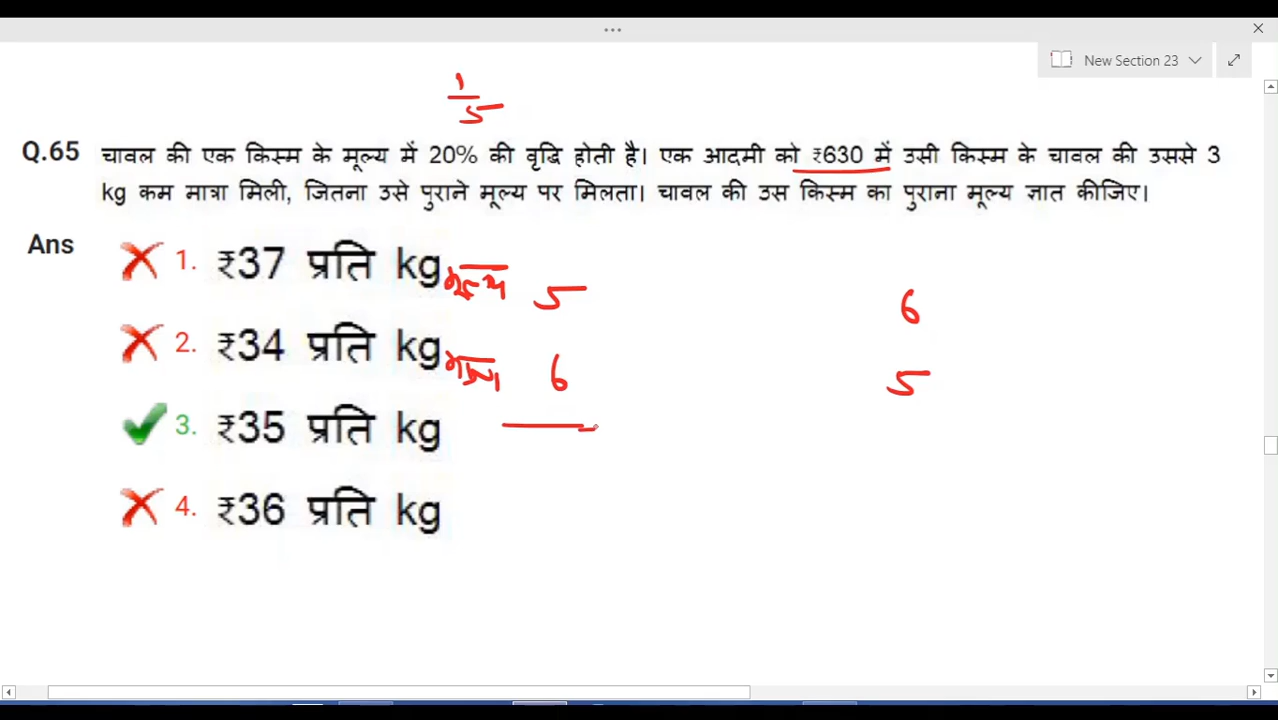 New Section 23
1
5
Q.65 चावल की एक किस्म के मूल्य में 20% की वृद्धि होती है। एक आदमी को ₹630 में उसी किस्म के चावल की उससे 3
kg कम मात्रा मिली, जितना उसे पुराने मूल्य पर मिलता। चावल की उस किस्म का पुराना मूल्य ज्ञात कीजिए।
Ans
1. ₹37 प्रति kg
5 6
2. ₹34 प्रति kg
6 5
3. ₹35 प्रति kg
4. ₹36 प्रति kg